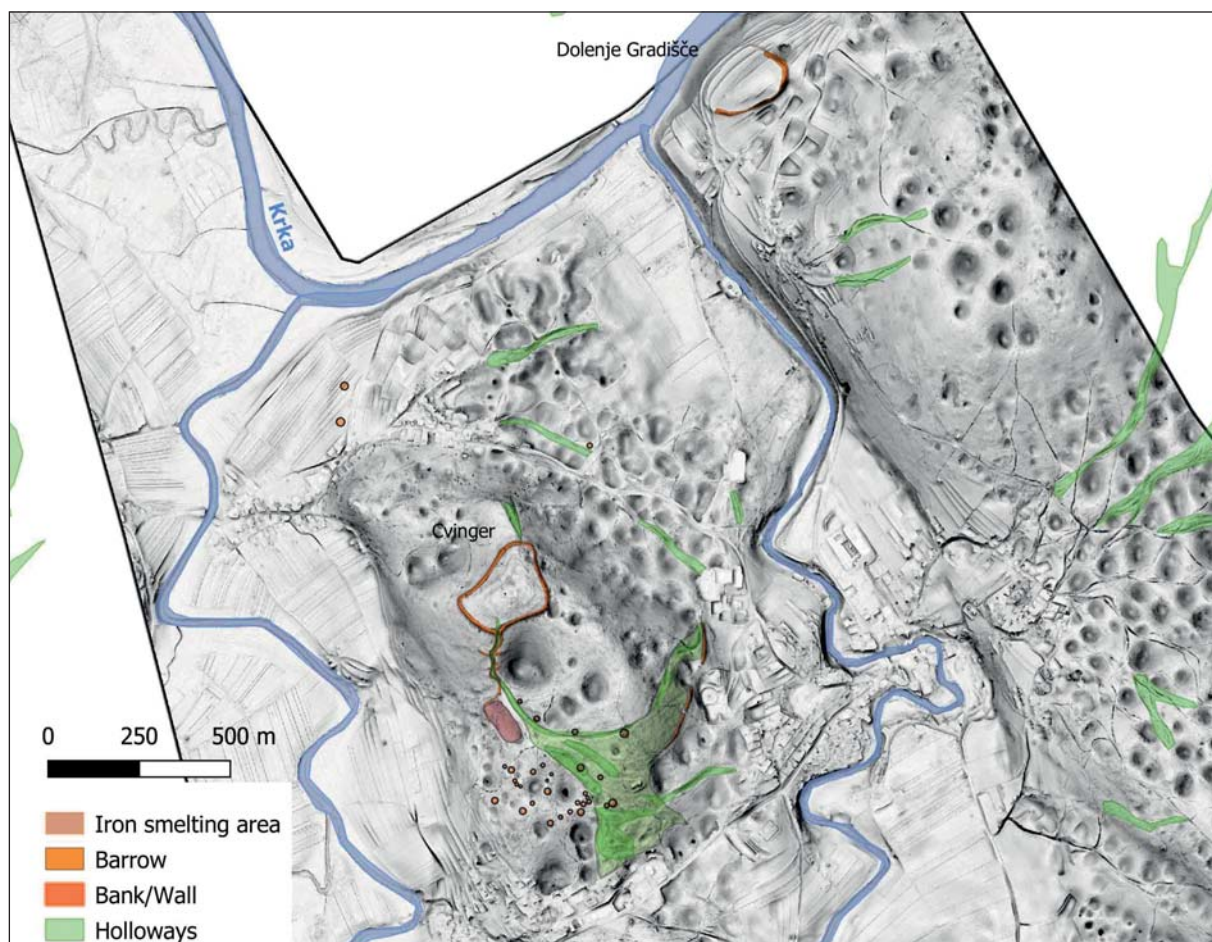 Dolenje Gradišče
Krka
Cvinger
0 250 500 m
Iron smelting area
Barrow
Bank/Wall
Holloways